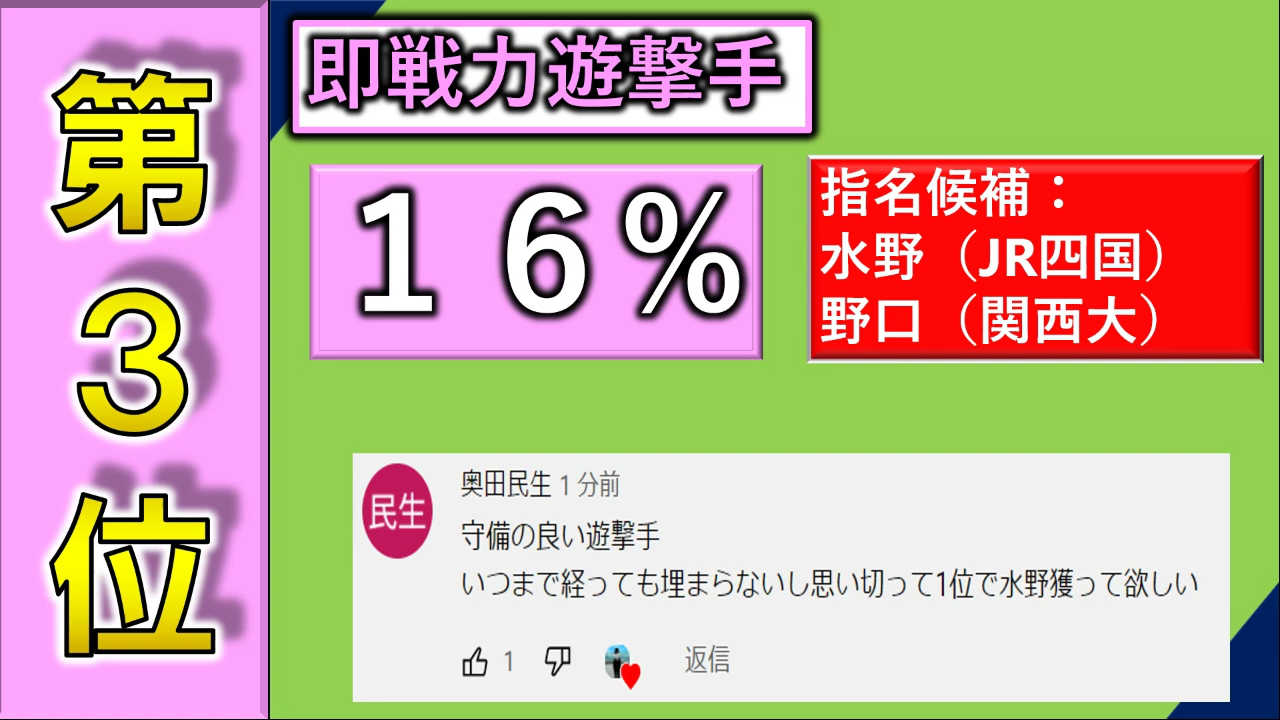 第3位
即戦力遊撃手
１６%
指名候補：
水野（JR四国）
野口（関西大）
民生
奥田民生 1 分前
守備の良い遊撃手
いつまで経っても埋まらないし思い切って1位で水野獲って欲しい
1
返信